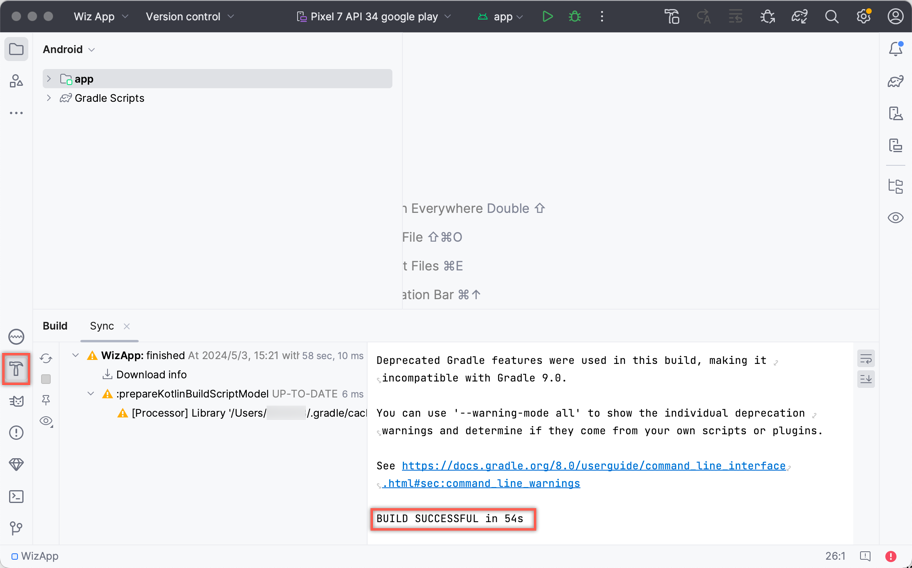 Wiz App
Version control
Pixel 7 API 34 google play
app
Android
app
Gradle Scripts
n Everywhere Double ⇧
File ⇧⌘O
t Files ⌘E
ation Bar ⌘↑
Build
Sync
WizApp: finished At 2024/5/3, 15:21 with 58 sec, 10 ms
Download info
:prepareKotlinBuildScriptModel UP-TO-DATE 6 ms
[Processor] Library '/Users/ /.gradle/cac
Deprecated Gradle features were used in this build, making it
incompatible with Gradle 9.0.
You can use '--warning-mode all' to show the individual deprecation
warnings and determine if they come from your own scripts or plugins.
See https://docs.gradle.org/8.0/userguide/command_line_interface
.html#sec:command_line_warnings
BUILD SUCCESSFUL in 54s
WizApp
26:1